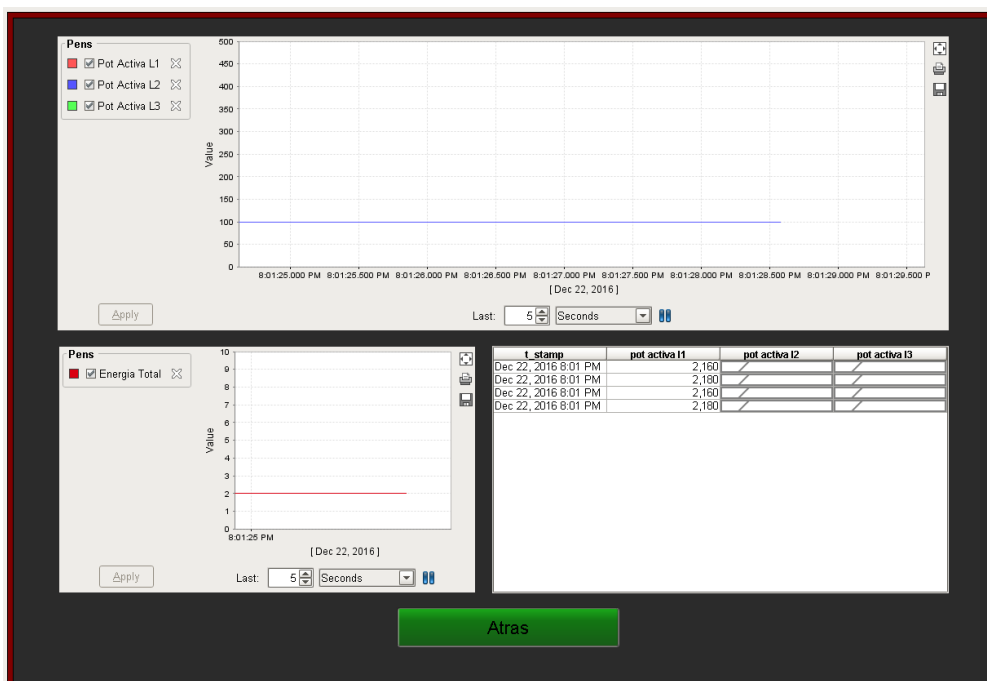 Pens
Pot Activa L1
Pot Activa L2
Pot Activa L3
Apply
500
450
400
350
300
250
200
150
100
50
0
Value
8:01:25.000 PM 8:01:25.500 PM 8:01:26.000 PM 8:01:26.500 PM 8:01:27.000 PM 8:01:27.500 PM 8:01:28.000 PM 8:01:28.500 PM 8:01:29.000 PM 8:01:29.500 P
[ Dec 22, 2016 ]
Last: 5 Seconds
Pens
Energia Total
Apply
10
9
8
7
6
5
4
3
2
1
0
Value
8:01:25 PM
[ Dec 22, 2016 ]
Last: 5 Seconds
t_stamp pot activa l1 pot activa l2 pot activa l3
Dec 22, 2016 8:01 PM 2,160
Dec 22, 2016 8:01 PM 2,180
Dec 22, 2016 8:01 PM 2,160
Dec 22, 2016 8:01 PM 2,180
Atras